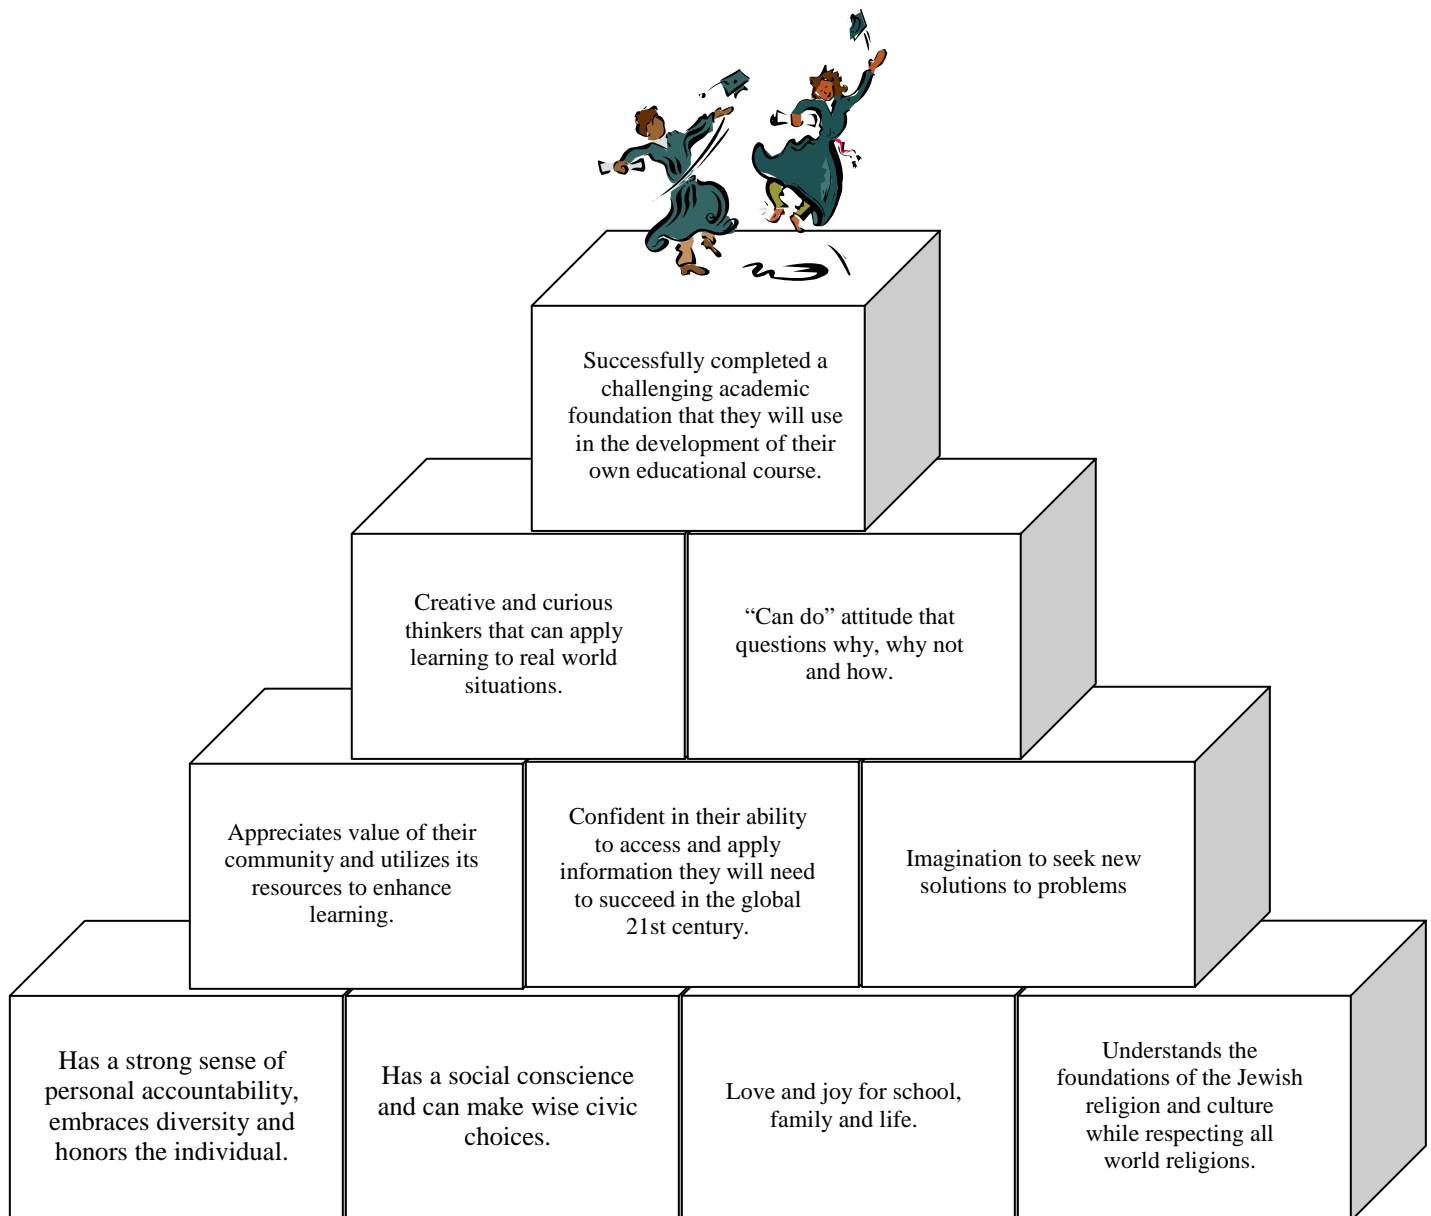 Successfully completed a
challenging academic
foundation that they will use
in the development of their
own educational course.
Creative and curious
thinkers that can apply
learning to real world
situations.
“Can do” attitude that
questions why, why not
and how.
Appreciates value of their
community and utilizes its
resources to enhance
learning.
Confident in their ability
to access and apply
information they will need
to succeed in the global
21st century.
Imagination to seek new
solutions to problems
Has a strong sense of
personal accountability,
embraces diversity and
honors the individual.
Has a social conscience
and can make wise civic
choices.
Love and joy for school,
family and life.
Understands the
foundations of the Jewish
religion and culture
while respecting all
world religions.